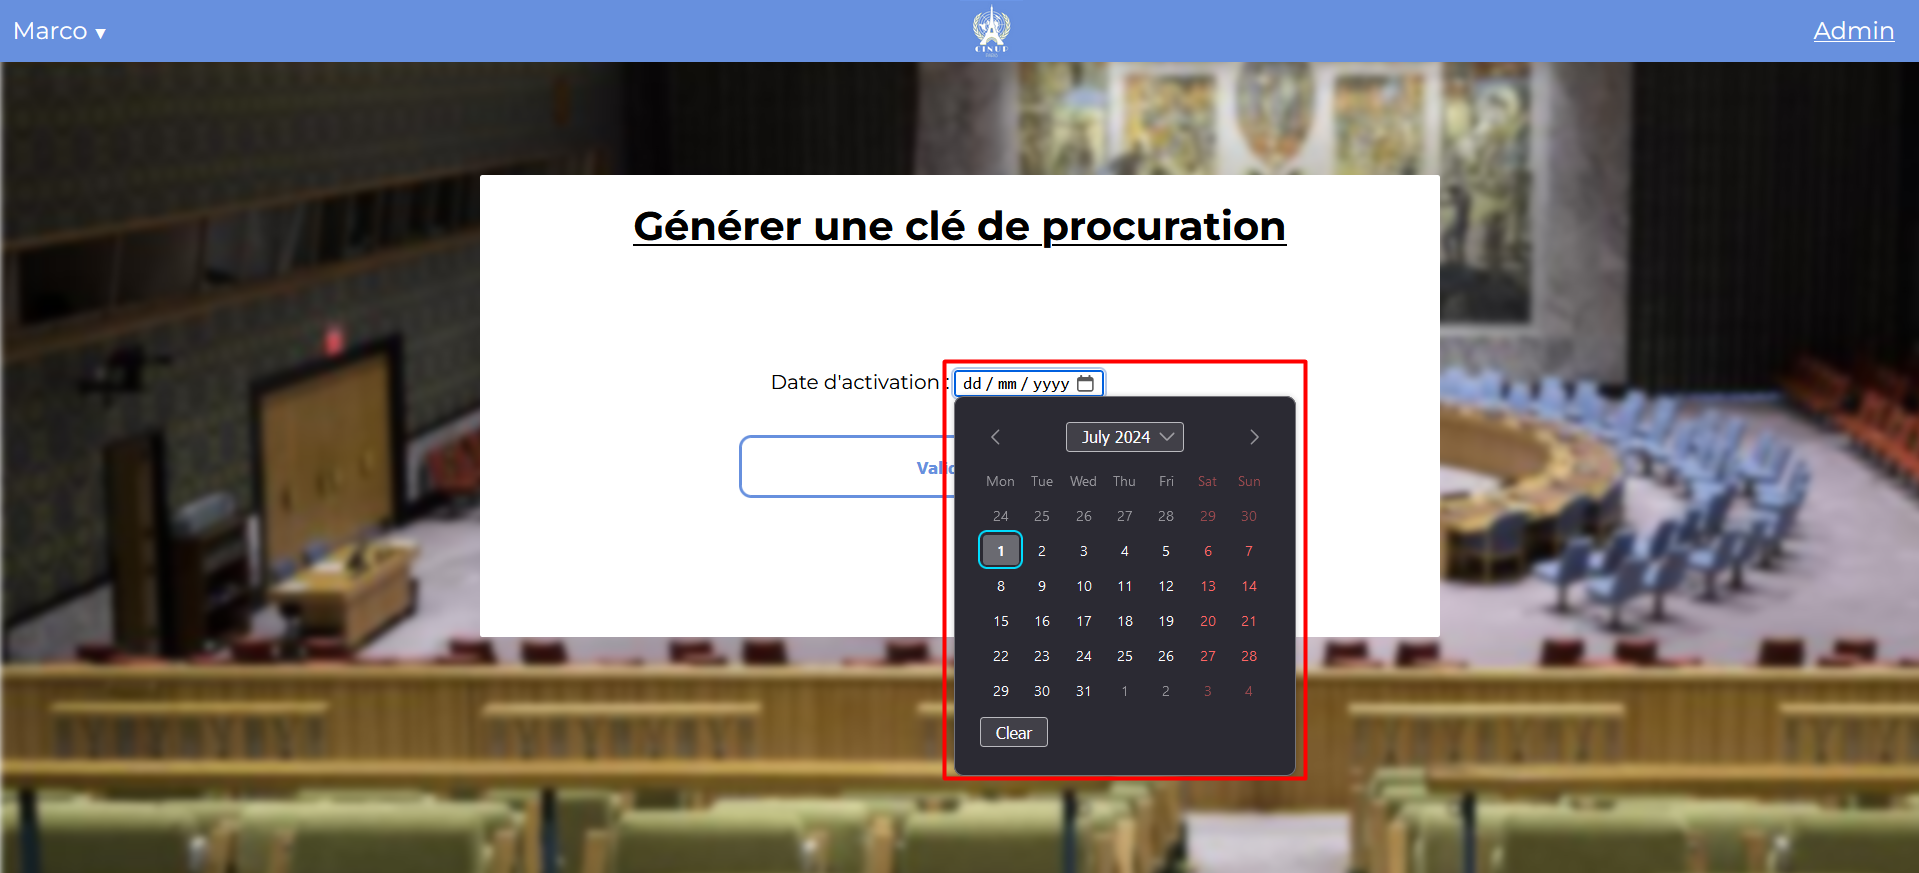 Marco ▾
CINUP
Admin
Générer une clé de procuration
Date d'activation : dd / mm / yyyy
July 2024
Mon Tue Wed Thu Fri Sat Sun
24 25 26 27 28 29 30
1 2 3 4 5 6 7
8 9 10 11 12 13 14
15 16 17 18 19 20 21
22 23 24 25 26 27 28
29 30 31 1 2 3 4
Clear